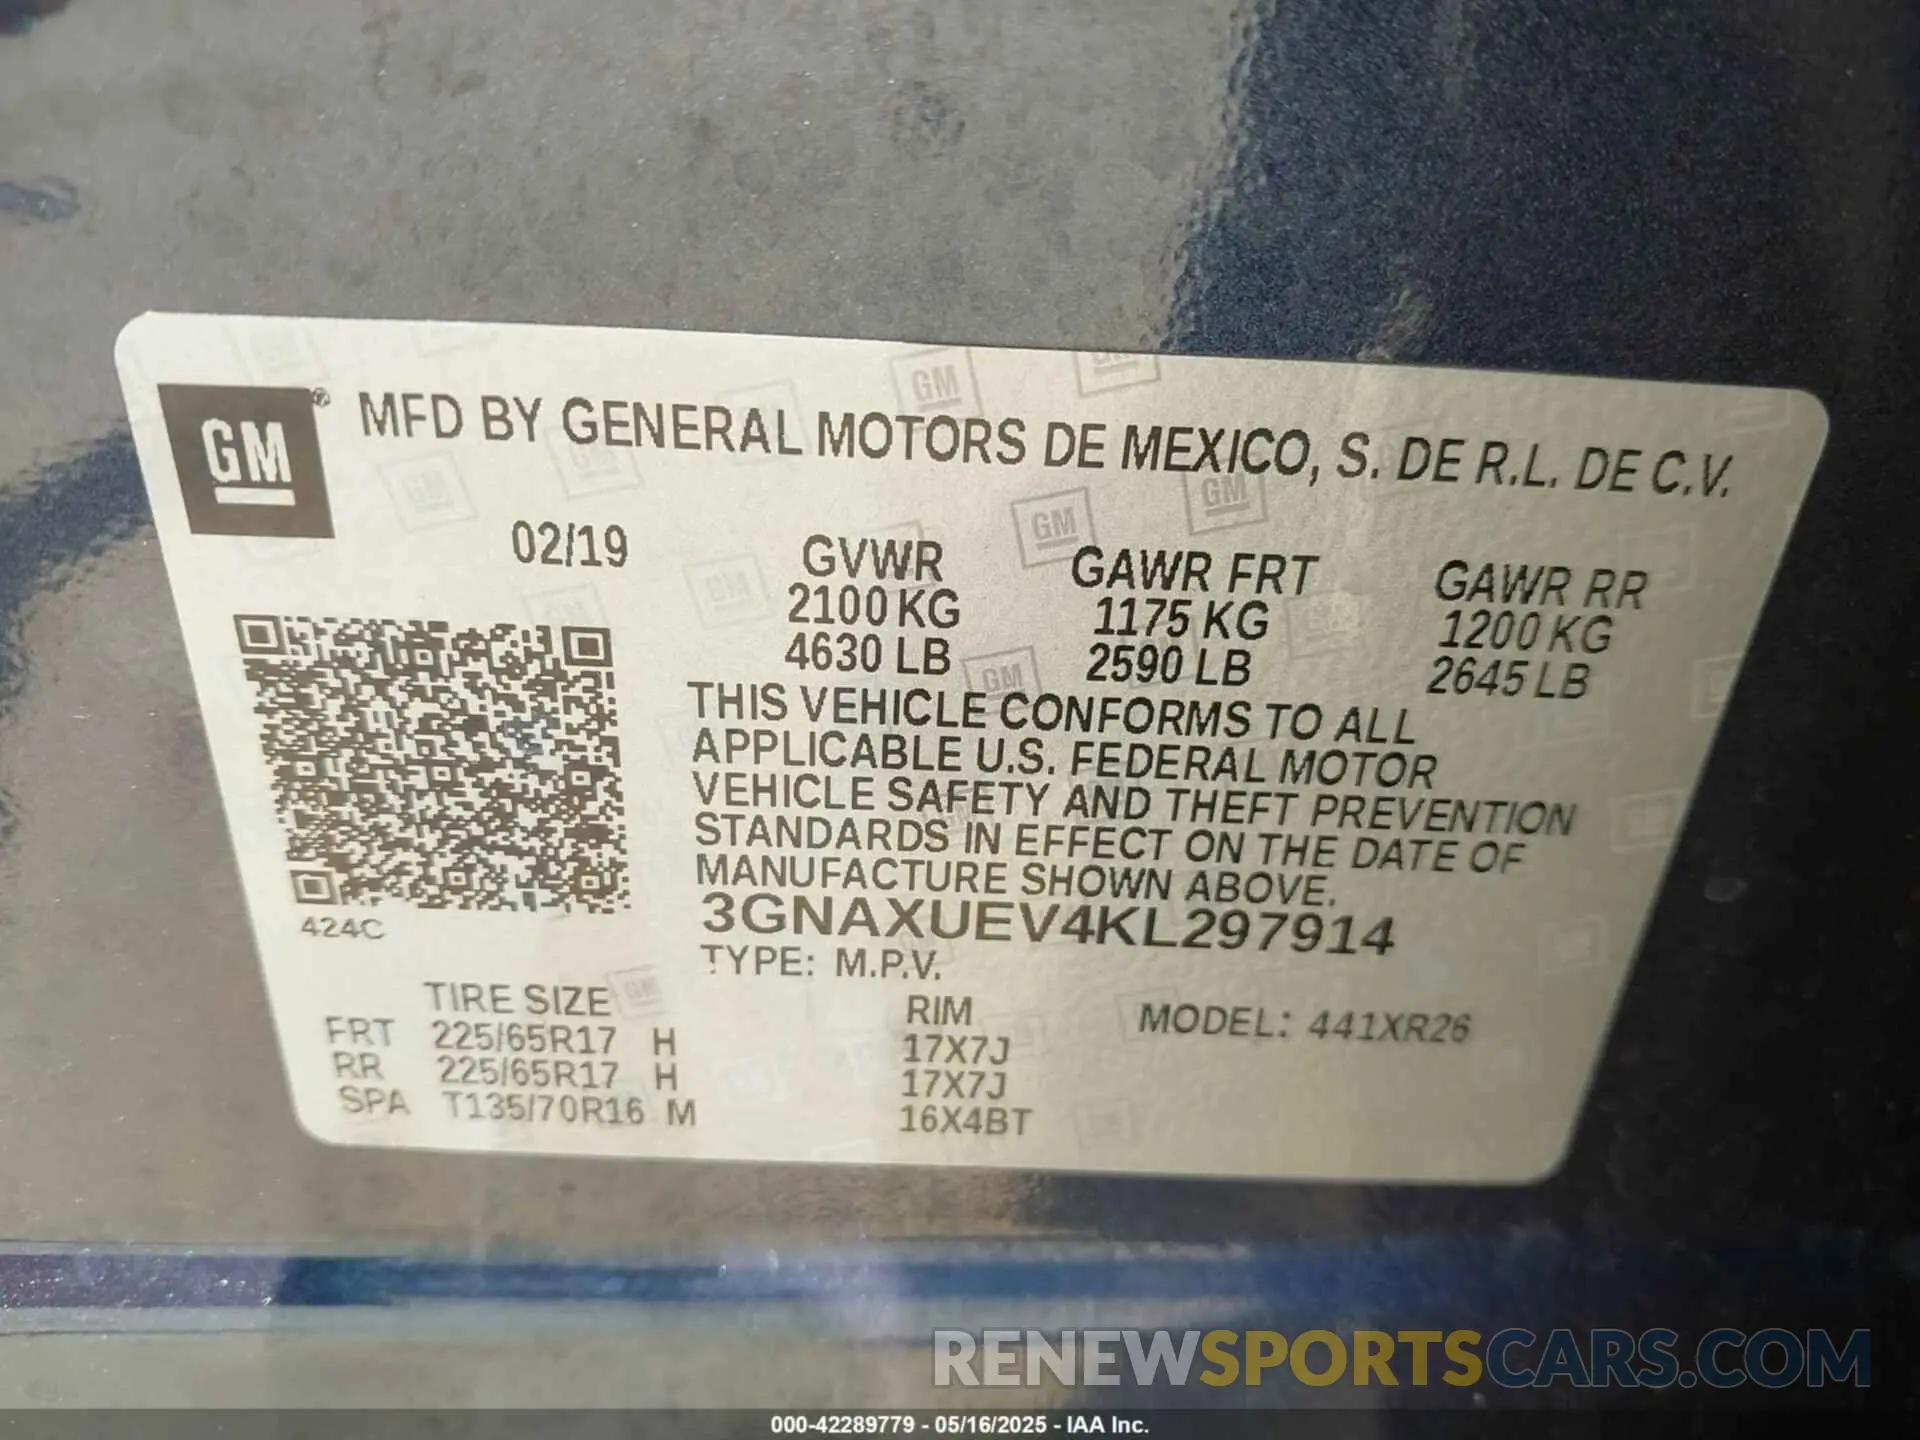 GM® MFD BY GENERAL MOTORS DE MEXICO, S. DE R.L. DE C.V.
02/19 GVWR GAWR FRT GAWR RR
2100 KG 1175 KG 1200 KG
4630 LB 2590 LB 2645 LB
THIS VEHICLE CONFORMS TO ALL
APPLICABLE U.S. FEDERAL MOTOR
VEHICLE SAFETY AND THEFT PREVENTION
STANDARDS IN EFFECT ON THE DATE OF
MANUFACTURE SHOWN ABOVE.
3GNAXUEV4KL297914
424C
TYPE: M.P.V.
TIRE SIZE RIM MODEL: 441XR26
FRT 225/65R17 H 17X7J
RR 225/65R17 H 17X7J
SPA T135/70R16 M 16X4BT
RENEWSPORTSCARS.COM
000-42289779 - 05/16/2025 - IAA Inc.